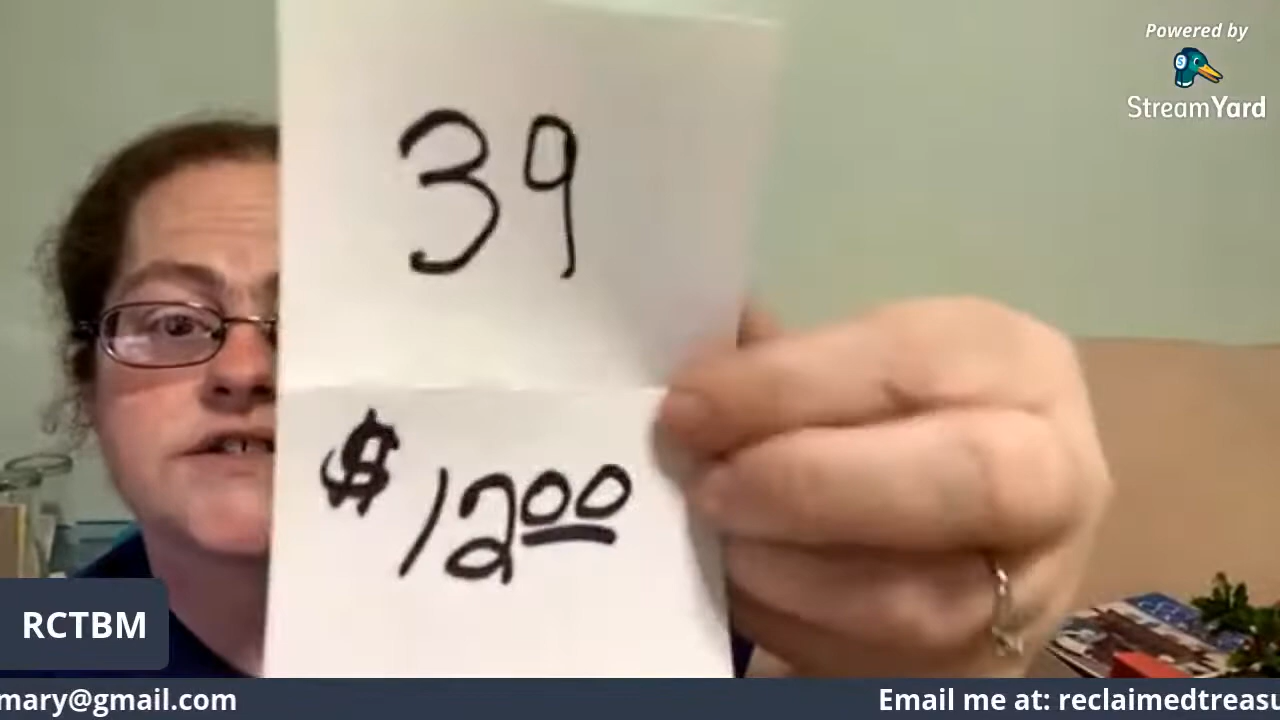 Powered by
StreamYard
39
$1200
RCTBM
mary@gmail.com
Email me at: reclaimedtreasu